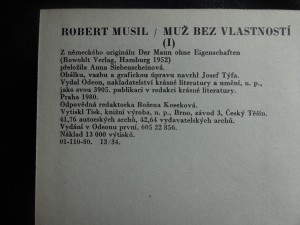 ROBERT MUSIL / MUŽ BEZ VLASTNOSTÍ
(I)
Z německého originálu Der Mann ohne Eigenschaften
(Rowohlt Verlag, Hamburg 1952)
přeložila Anna Siebenscheinová.
Obálku, vazbu a grafickou úpravu navrhl Josef Týfa.
Vydal Odeon, nakladatelství krásné literatury a umění, n. p.,
jako svou 3905. publikaci v redakci krásné literatury.
Praha 1980.
Odpovědná redaktorka Božena Koseková.
Vytiskl Tisk, knižní výroba, n. p., Brno, závod 3, Český Těšín.
41,76 autorských archů, 42,64 vydavatelských archů.
Vydání v Odeonu první. 605 22 856.
Náklad 13 000 výtisků.
01-110-80. 13/34.